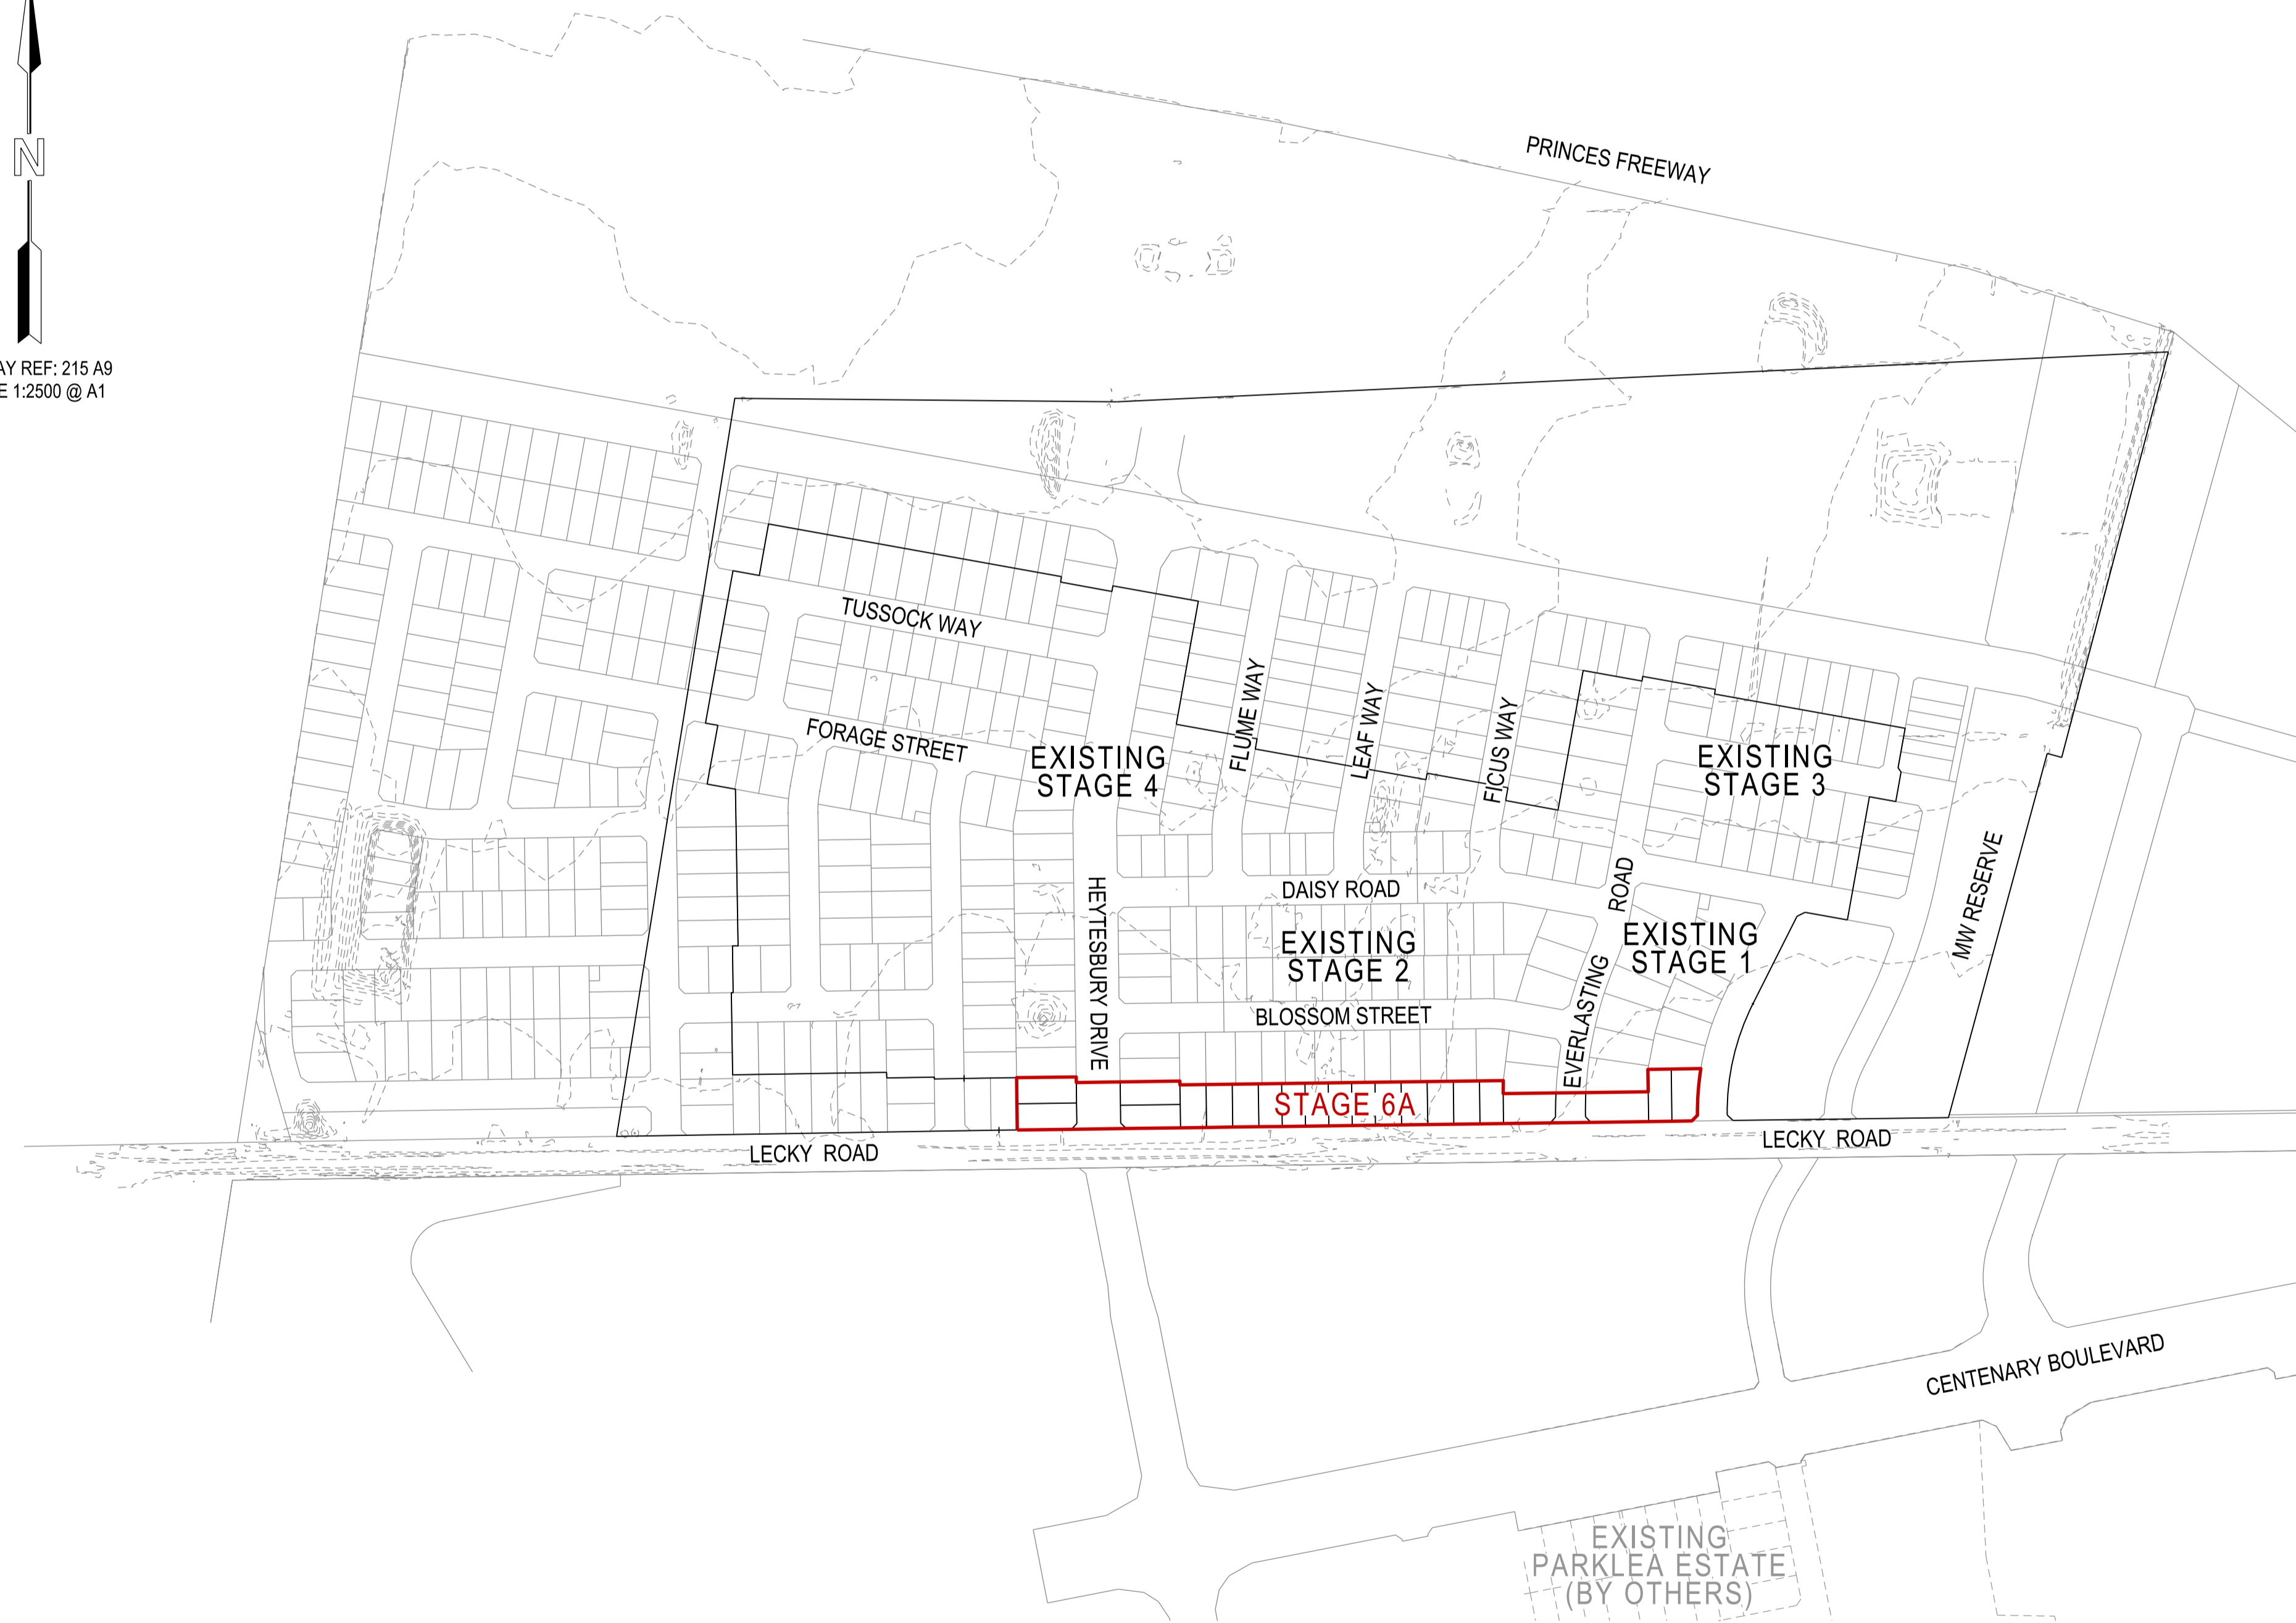 N
AY REF: 215 A9
E 1:2500 @ A1
PRINCES FREEWAY
TUSSOCK WAY
FORAGE STREET
EXISTING
STAGE 4
FLUME WAY
LEAF WAY
FICUS WAY
EXISTING
STAGE 3
HEYTESBURY DRIVE
DAISY ROAD
EXISTING
STAGE 2
BLOSSOM STREET
EVERLASTING ROAD
EXISTING
STAGE 1
MW RESERVE
STAGE 6A
LECKY ROAD
LECKY ROAD
CENTENARY BOULEVARD
EXISTING
PARKLEA ESTATE
(BY OTHERS)